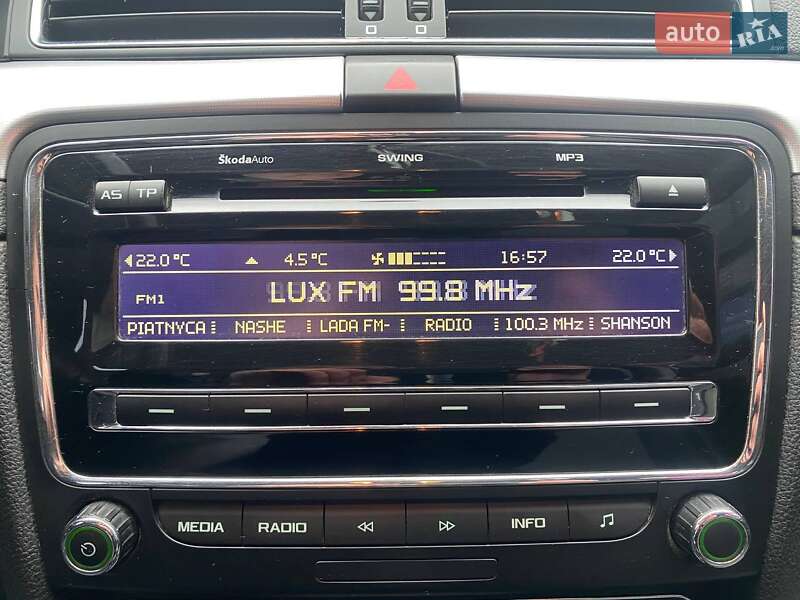 auto RIA.com
ŠkodaAuto SWING MP3
AS TP
22.0 °C 4.5 °C 16:57 22.0 °C
FM1 LUX FM 99.8 MHz
PIATNYCA NASHE LADA FM- RADIO 100.3 MHz SHANSON
MEDIA RADIO INFO